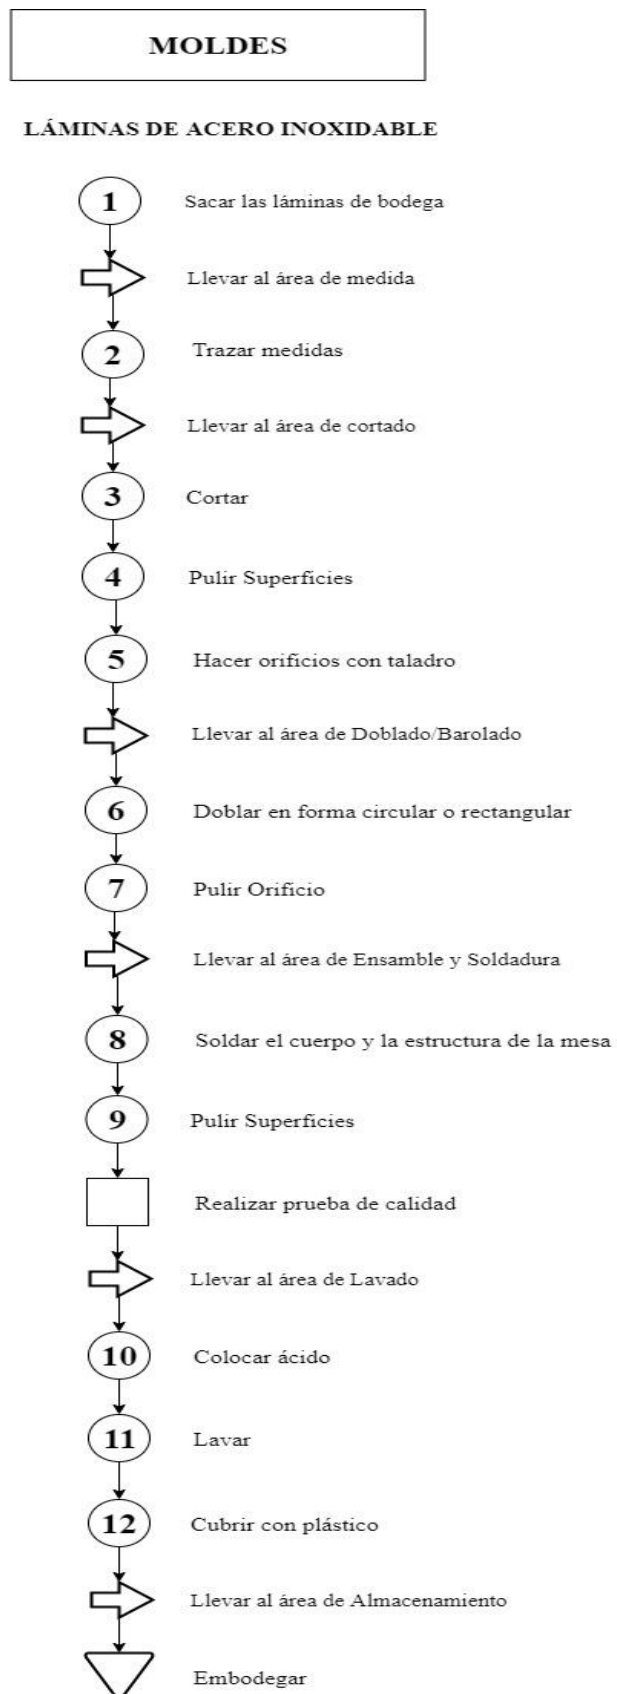 MOLDES
LÁMINAS DE ACERO INOXIDABLE
1 Sacar las láminas de bodega
Llevar al área de medida
2 Trazar medidas
Llevar al área de cortado
3 Cortar
4 Pulir Superficies
5 Hacer orificios con taladro
Llevar al área de Doblado/Barolado
6 Doblar en forma circular o rectangular
7 Pulir Orificio
Llevar al área de Ensamble y Soldadura
8 Soldar el cuerpo y la estructura de la mesa
9 Pulir Superficies
Realizar prueba de calidad
Llevar al área de Lavado
10 Colocar ácido
11 Lavar
12 Cubrir con plástico
Llevar al área de Almacenamiento
Embodegar